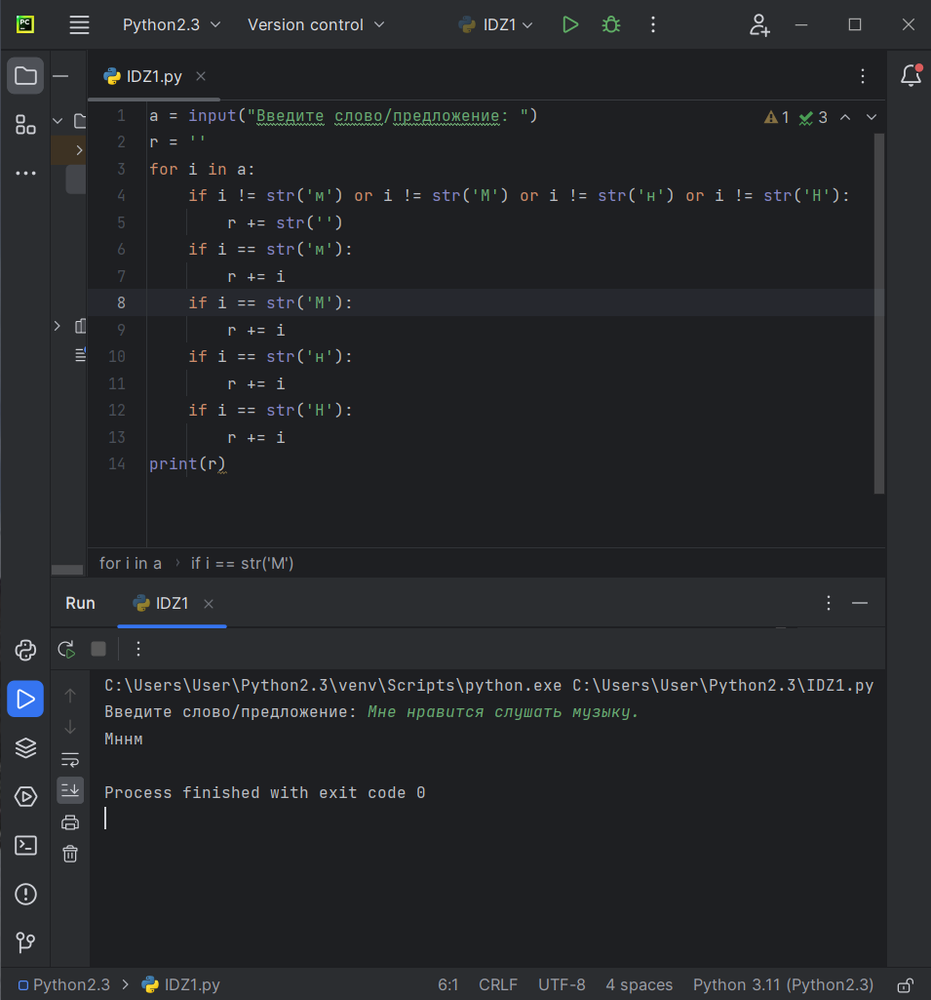 PC
Python2.3 Version control IDZ1
IDZ1.py
1 a = input("Введите слово/предложение: ") 1 3
2 r = ''
3 for i in a:
4 if i != str('м') or i != str('М') or i != str('н') or i != str('Н'):
5 r += str('')
6 if i == str('м'):
7 r += i
8 if i == str('М'):
9 r += i
10 if i == str('н'):
11 r += i
12 if i == str('Н'):
13 r += i
14 print(r)
for i in a › if i == str('М')
Run IDZ1
C:\Users\User\Python2.3\venv\Scripts\python.exe C:\Users\User\Python2.3\IDZ1.py
Введите слово/предложение: Мне нравится слушать музыку.
Мннм
Process finished with exit code 0
Python2.3 > IDZ1.py 6:1 CRLF UTF-8 4 spaces Python 3.11 (Python2.3)